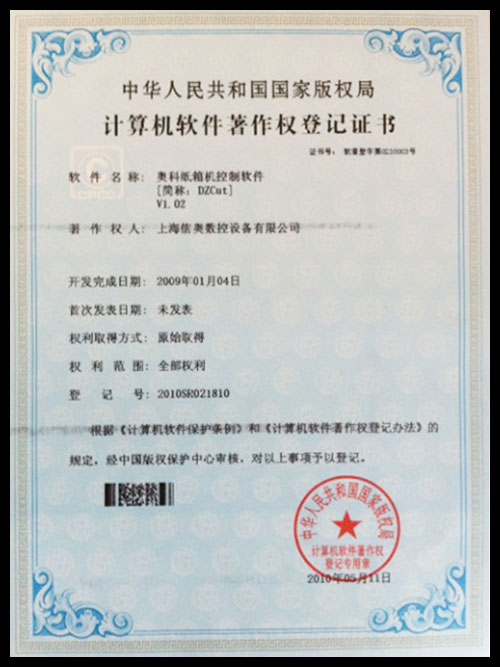 中华人民共和国国家版权局
计算机软件著作权登记证书
证书号：
CPCC
软件名称： 奥科纸箱机控制软件
[简称：DZCut]
V1.02
著作权人： 上海信奥数控设备有限公司
开发完成日期： 2009年01月04日
首次发表日期： 未发表
权利取得方式： 原始取得
权利范围： 全部权利
登记号： 2010SR021810
根据《计算机软件保护条例》和《计算机软件著作权登记办法》的
规定，经中国版权保护中心审核，对以上事项予以登记。
中华人民共和国国家版权局
计算机软件著作权
登记专用章
2010年05月11日